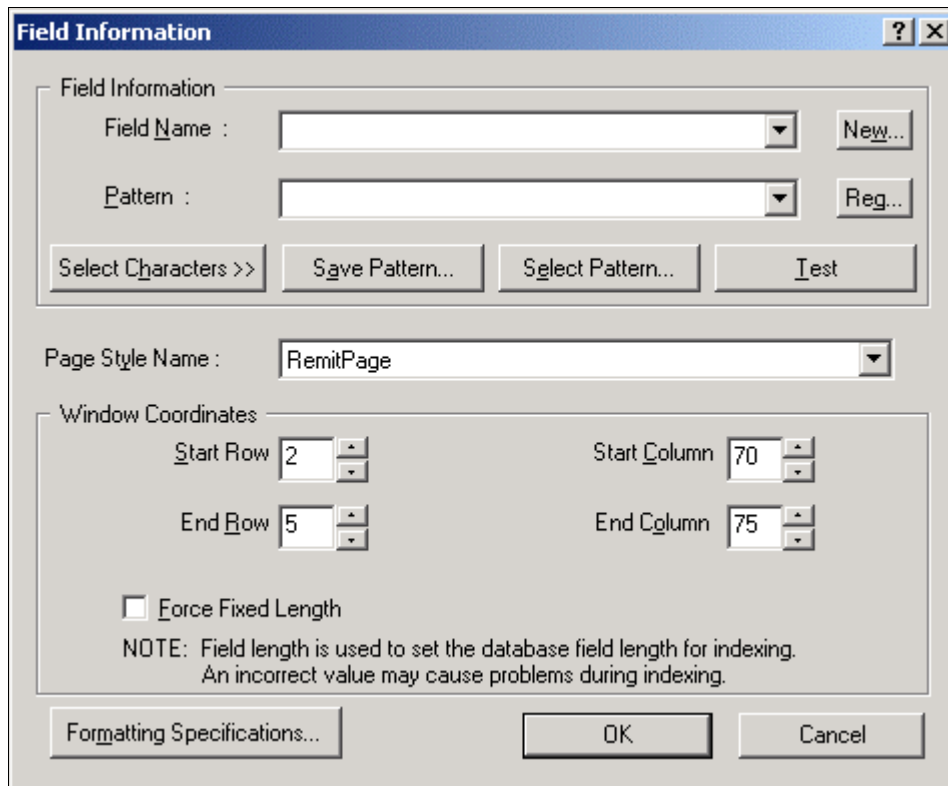 Field Information
Field Information
Field Name : New...
Pattern : Reg...
Select Characters >> Save Pattern... Select Pattern... Test
Page Style Name : RemitPage
Window Coordinates
Start Row 2 Start Column 70
End Row 5 End Column 75
Force Fixed Length
NOTE: Field length is used to set the database field length for indexing.
An incorrect value may cause problems during indexing.
Formatting Specifications... OK Cancel